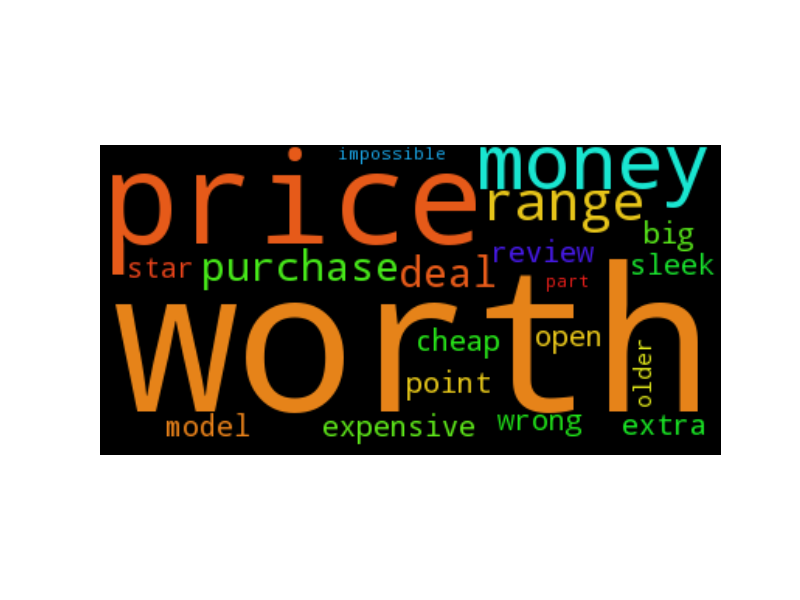 impossible
price
money
range
big
review
star
purchase
deal
sleek
part
worth
cheap
open
older
point
model
expensive
wrong
extra